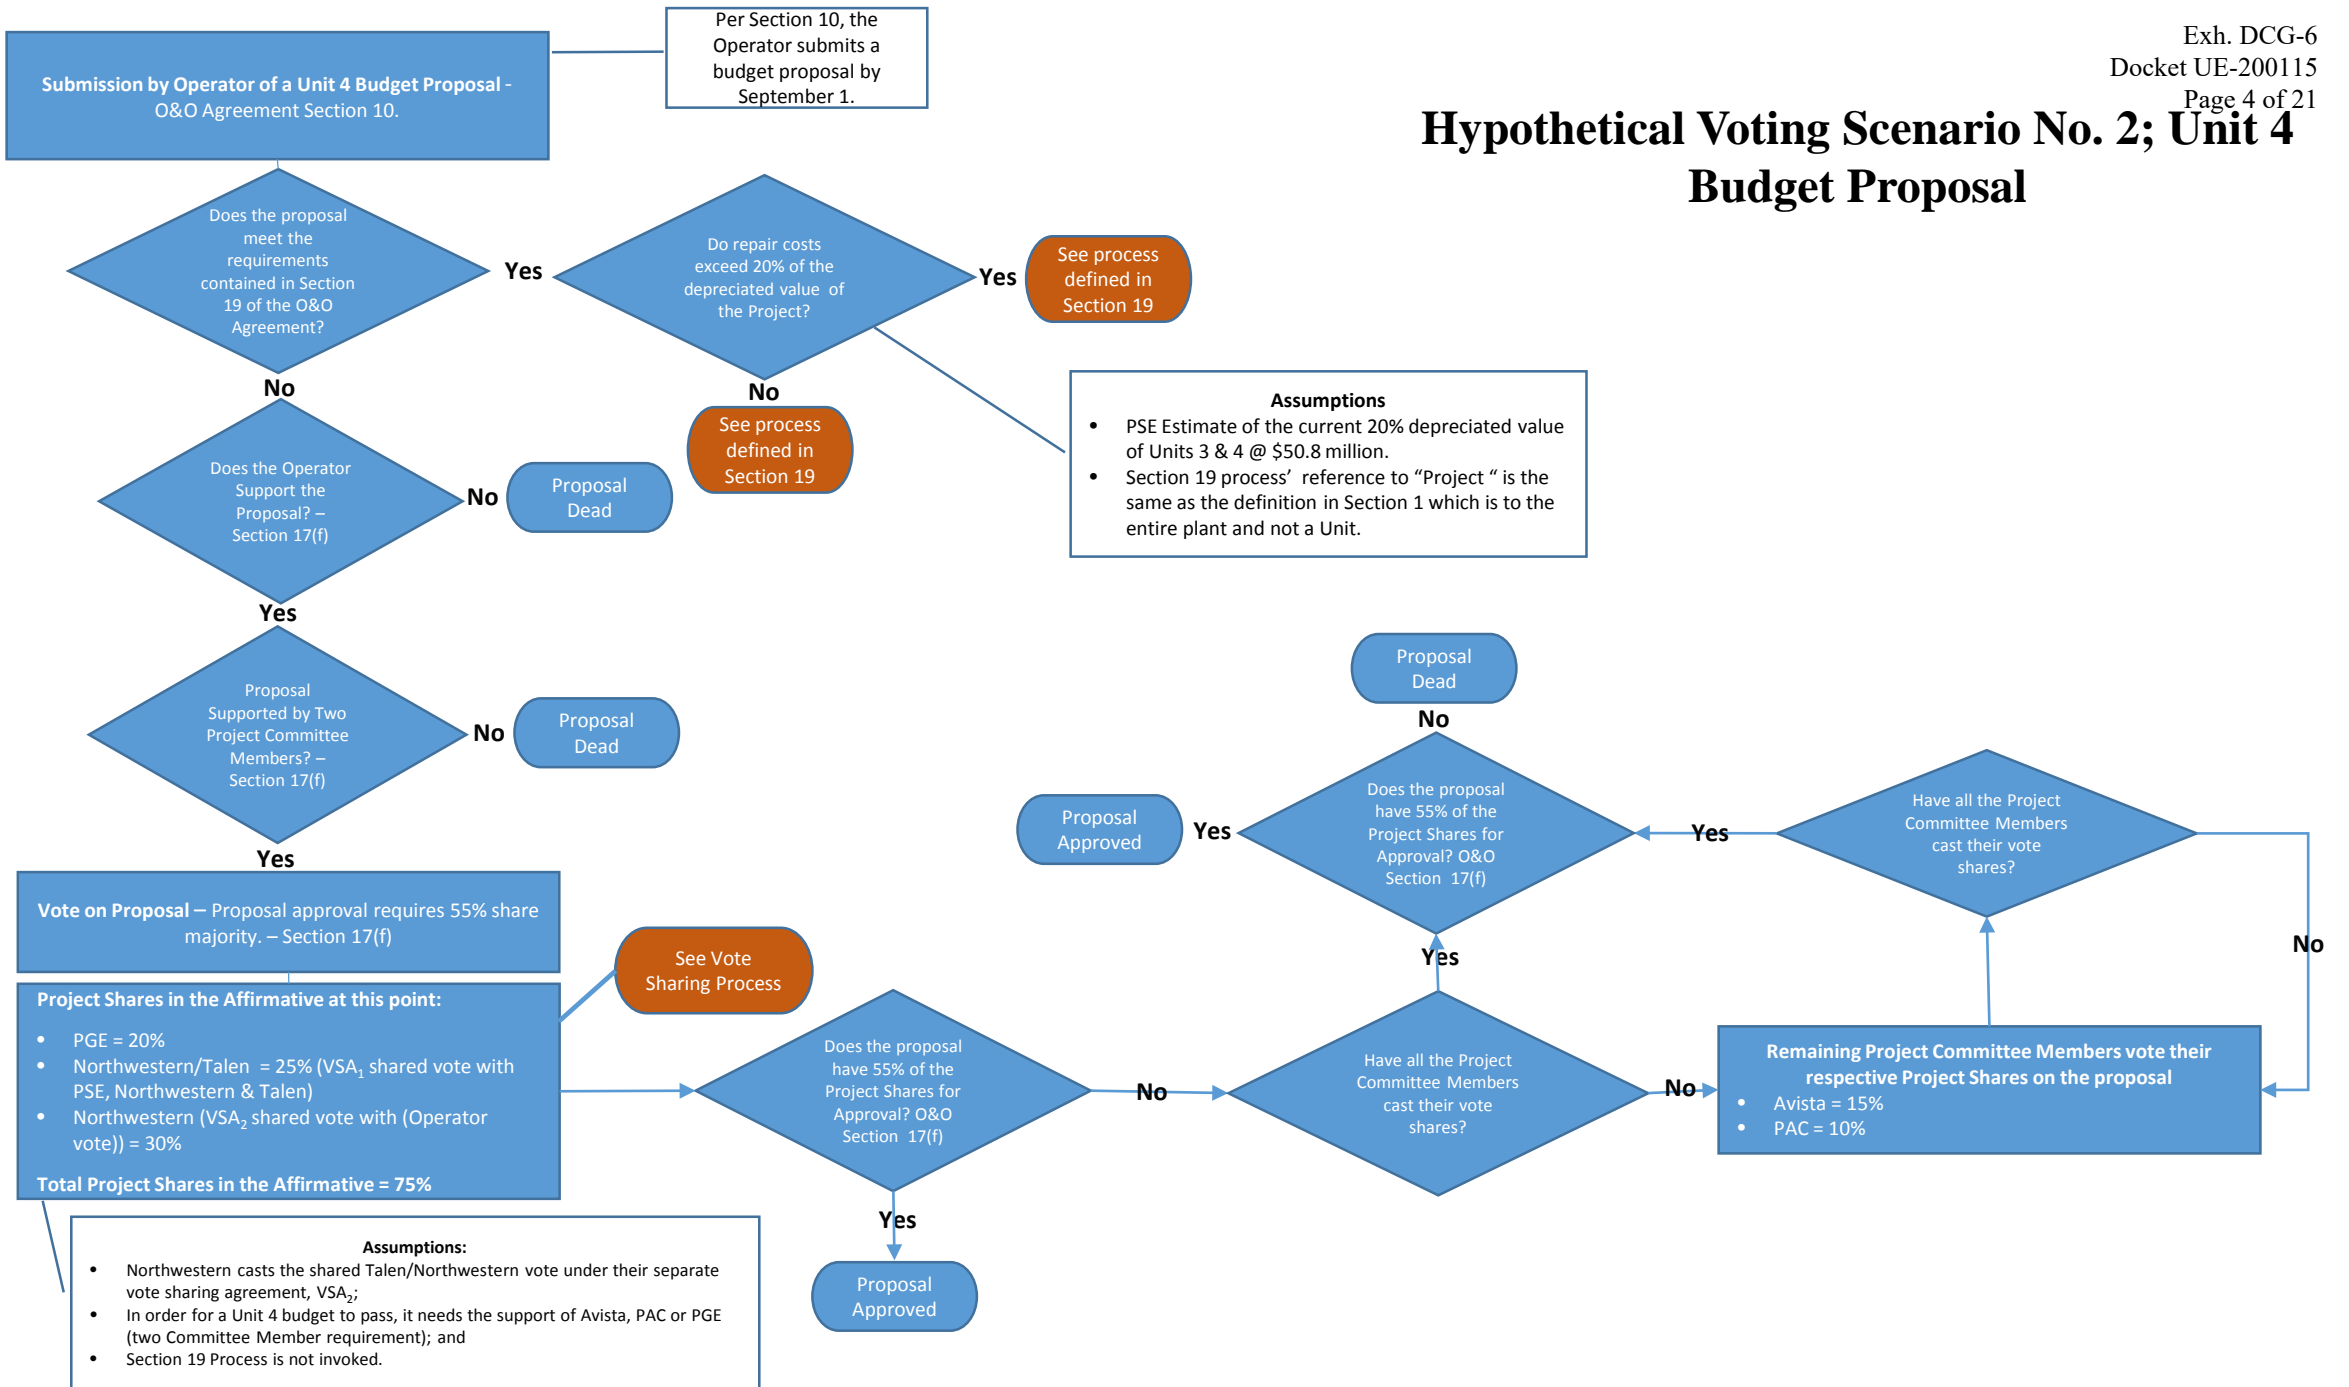 Exh. DCG-6
Docket UE-200115
Page 4 of 21
Hypothetical Voting Scenario No. 2; Unit 4
Budget Proposal
Submission by Operator of a Unit 4 Budget Proposal -
O&O Agreement Section 10.
Per Section 10, the
Operator submits a
budget proposal by
September 1.
Does the proposal
meet the
requirements
contained in Section
19 of the O&O
Agreement?
Yes
Do repair costs
exceed 20% of the
depreciated value of
the Project?
Yes
See process
defined in
Section 19
No
No
See process
defined in
Section 19
Assumptions
• PSE Estimate of the current 20% depreciated value
of Units 3 & 4 @ $50.8 million.
• Section 19 process' reference to "Project " is the
same as the definition in Section 1 which is to the
entire plant and not a Unit.
Does the Operator
Support the
Proposal? –
Section 17(f)
No
Proposal
Dead
Yes
Proposal
Supported by Two
Project Committee
Members? –
Section 17(f)
No
Proposal
Dead
Yes
Vote on Proposal – Proposal approval requires 55% share
majority. – Section 17(f)
Project Shares in the Affirmative at this point:
• PGE = 20%
• Northwestern/Talen = 25% (VSA1 shared vote with
PSE, Northwestern & Talen)
• Northwestern (VSA2 shared vote with (Operator
vote)) = 30%
Total Project Shares in the Affirmative = 75%
See Vote
Sharing Process
Assumptions:
• Northwestern casts the shared Talen/Northwestern vote under their separate
vote sharing agreement, VSA2;
• In order for a Unit 4 budget to pass, it needs the support of Avista, PAC or PGE
(two Committee Member requirement); and
• Section 19 Process is not invoked.
Does the proposal
have 55% of the
Project Shares for
Approval? O&O
Section 17(f)
Yes
Proposal
Approved
No
Have all the Project
Committee Members
cast their vote
shares?
Yes
No
Remaining Project Committee Members vote their
respective Project Shares on the proposal
• Avista = 15%
• PAC = 10%
Have all the Project
Committee Members
cast their vote
shares?
No
Yes
Does the proposal
have 55% of the
Project Shares for
Approval? O&O
Section 17(f)
Yes
Proposal
Approved
No
Proposal
Dead